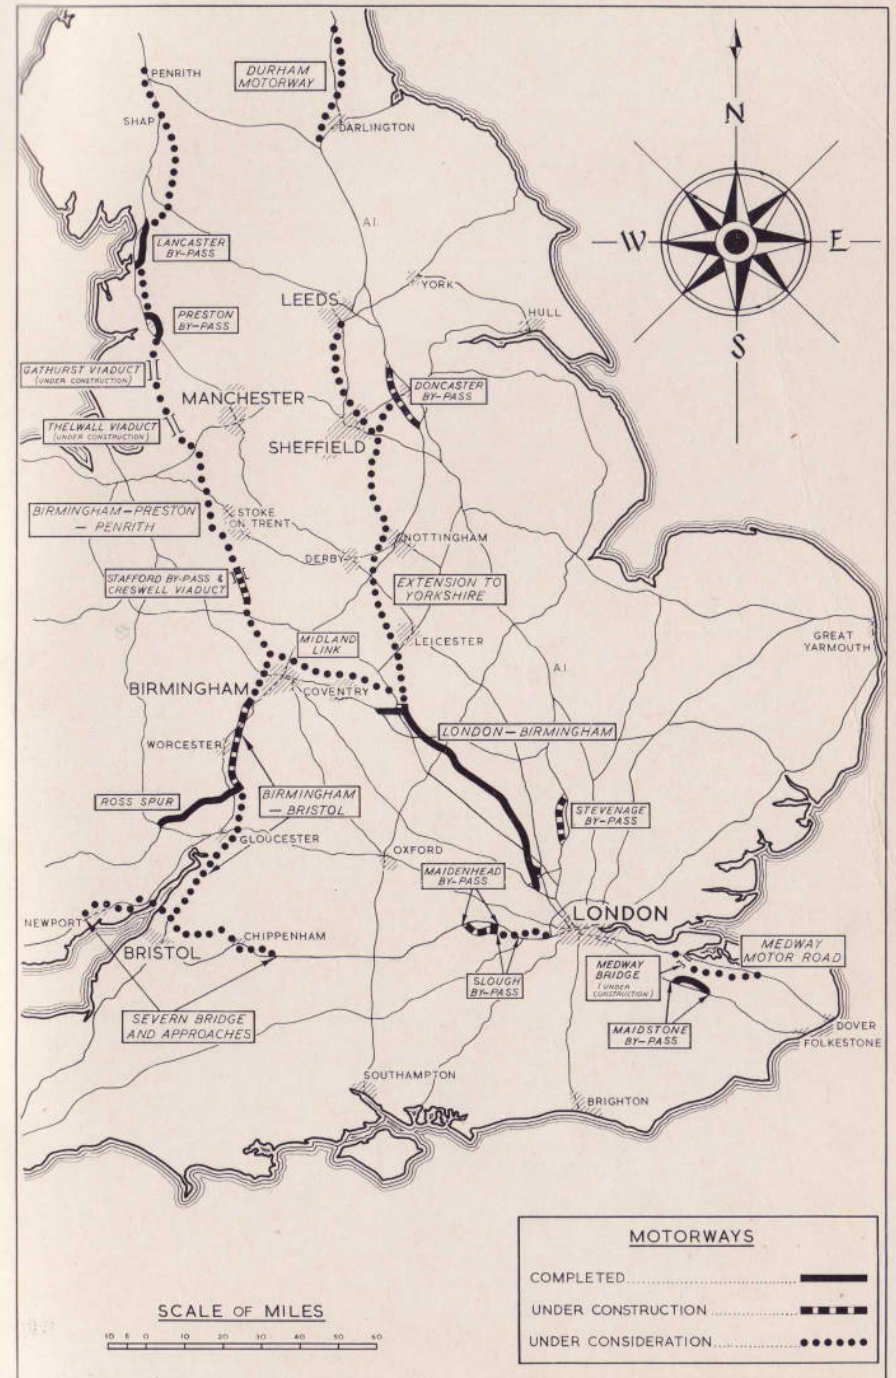 PENRITH
DURHAM
MOTORWAY
SHAP
DARLINGTON
N
A1.
W
E
LANCASTER
BY-PASS
YORK
LEEDS
HULL
PRESTON
BY-PASS
S
GATHURST VIADUCT
(UNDER CONSTRUCTION)
DONCASTER
BY-PASS
MANCHESTER
THELWALL VIADUCT
(UNDER CONSTRUCTION)
SHEFFIELD
BIRMINGHAM-PRESTON
- PENRITH
STOKE
ON TRENT
NOTTINGHAM
DERBY
STAFFORD BY-PASS &
CRESWELL VIADUCT
EXTENSION TO
YORKSHIRE
MIDLAND
LINK
LEICESTER
GREAT
YARMOUTH
A1.
BIRMINGHAM
COVENTRY
LONDON-BIRMINGHAM
WORCESTER
ROSS SPUR
BIRMINGHAM
-BRISTOL
STEVENAGE
BY-PASS
GLOUCESTER
OXFORD
MAIDENHEAD
BY-PASS
NEWPORT
LONDON
BRISTOL
CHIPPENHAM
MEDWAY
MOTOR ROAD
SLOUGH
BY-PASS
MEDWAY
BRIDGE
(UNDER
CONSTRUCTION)
SEVERN BRIDGE
AND APPROACHES
MAIDSTONE
BY-PASS
DOVER
FOLKESTONE
SOUTHAMPTON
BRIGHTON
MOTORWAYS
COMPLETED
UNDER CONSTRUCTION
UNDER CONSIDERATION
SCALE OF MILES
10 5 0 10 20 30 40 50 60